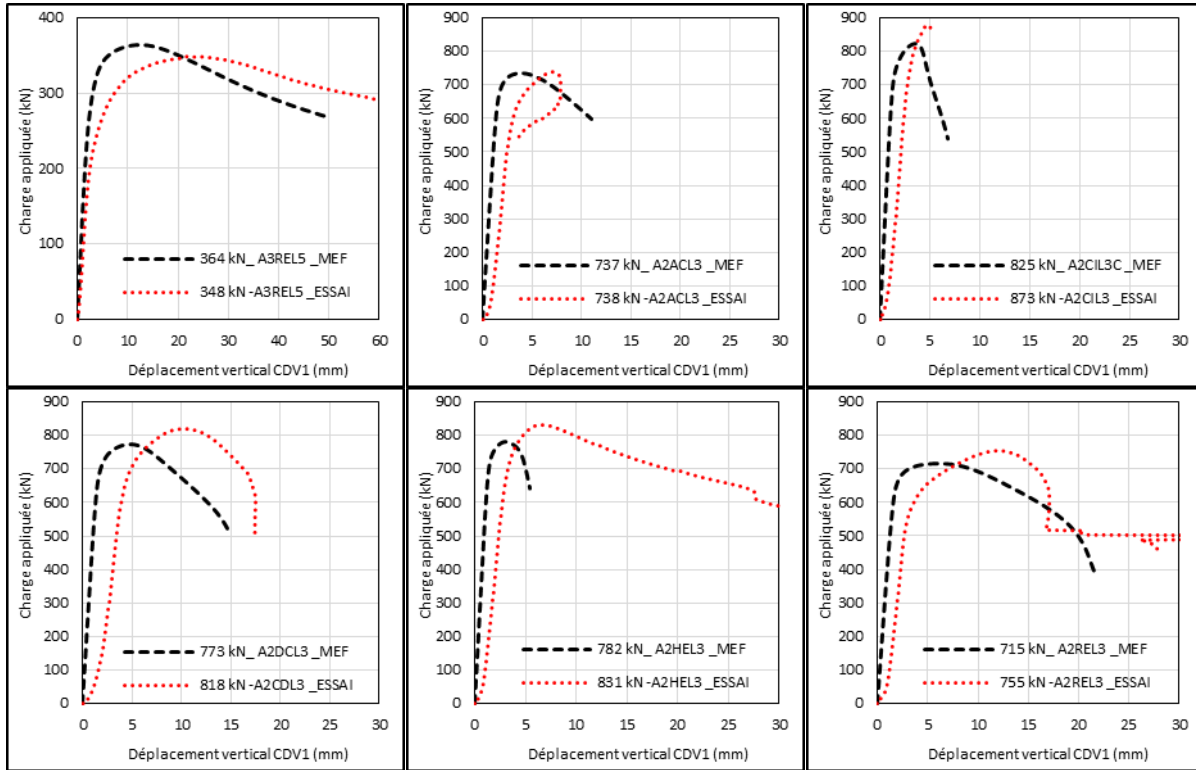 400
300
200
100
0
Charge appliquée (kN)
364 kN_ A3REL5 _MEF
348 kN -A3REL5 _ESSAI
0 10 20 30 40 50 60
Déplacement vertical CDV1 (mm)
900
800
700
600
500
400
300
200
100
0
Charge appliquée (kN)
737 kN_ A2ACL3 _MEF
738 kN -A2ACL3 _ESSAI
0 5 10 15 20 25 30
Déplacement vertical CDV1 (mm)
900
800
700
600
500
400
300
200
100
0
Charge appliquée (kN)
825 kN_ A2CIL3C _MEF
873 kN -A2CIL3 _ESSAI
0 5 10 15 20 25 30
Déplacement vertical CDV1 (mm)
900
800
700
600
500
400
300
200
100
0
Charge appliquée (kN)
773 kN_ A2DCL3 _MEF
818 kN -A2CDL3 _ESSAI
0 5 10 15 20 25 30
Déplacement vertical CDV1 (mm)
900
800
700
600
500
400
300
200
100
0
Charge appliquée (kN)
782 kN_ A2HEL3 _MEF
831 kN -A2HEL3 _ESSAI
0 5 10 15 20 25 30
Déplacement vertical CDV1 (mm)
900
800
700
600
500
400
300
200
100
0
Charge appliquée (kN)
715 kN_ A2REL3 _MEF
755 kN -A2REL3 _ESSAI
0 5 10 15 20 25 30
Déplacement vertical CDV1 (mm)